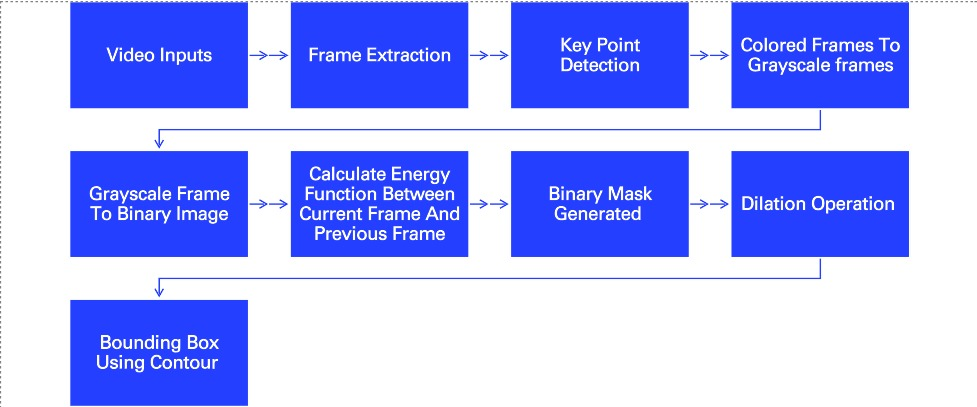 Video Inputs
Frame Extraction
Key Point
Detection
Colored Frames To
Grayscale frames
Grayscale Frame
To Binary Image
Calculate Energy
Function Between
Current Frame And
Previous Frame
Binary Mask
Generated
Dilation Operation
Bounding Box
Using Contour